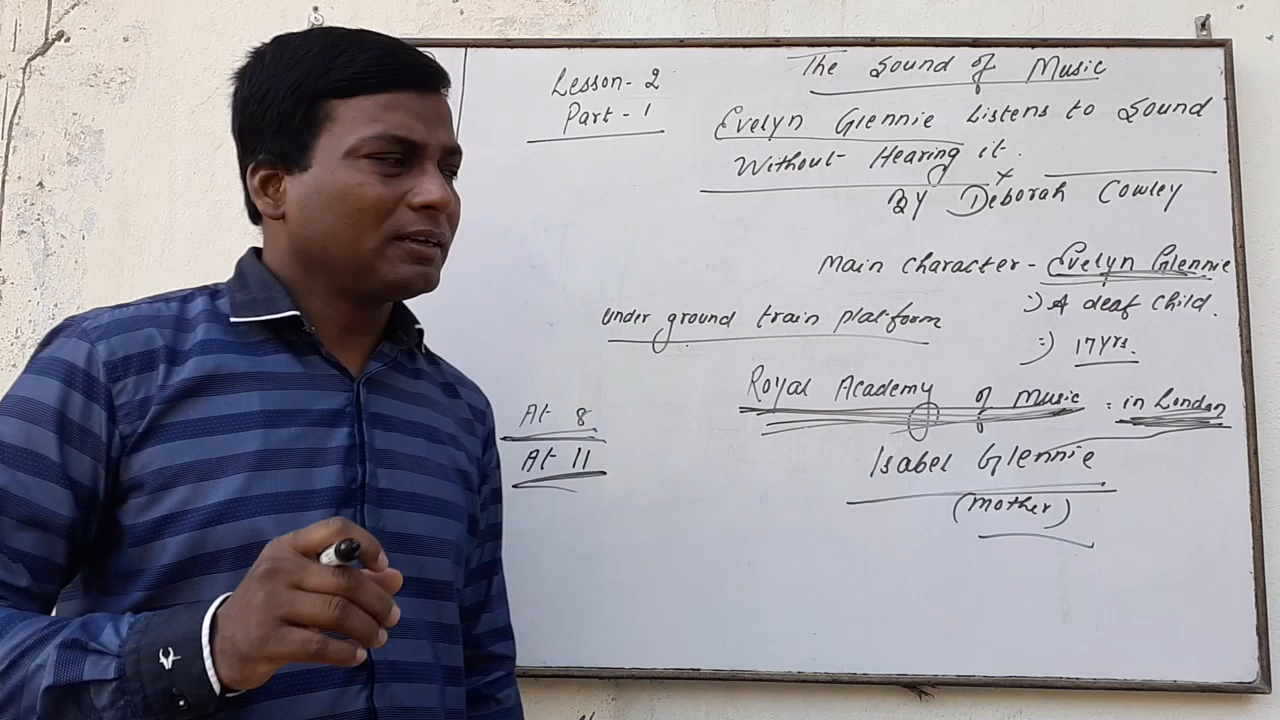 Lesson-2
Part-1
The Sound of Music
Evelyn Glennie Listens to Sound
Without Hearing it.
By Deborah Cowley
Main Character - Evelyn Glennie
:) A deaf child.
:) 17 yrs.
under ground train platform
Royal Academy of Music : in London
Isabel Glennie
(Mother)
At 8
At 11